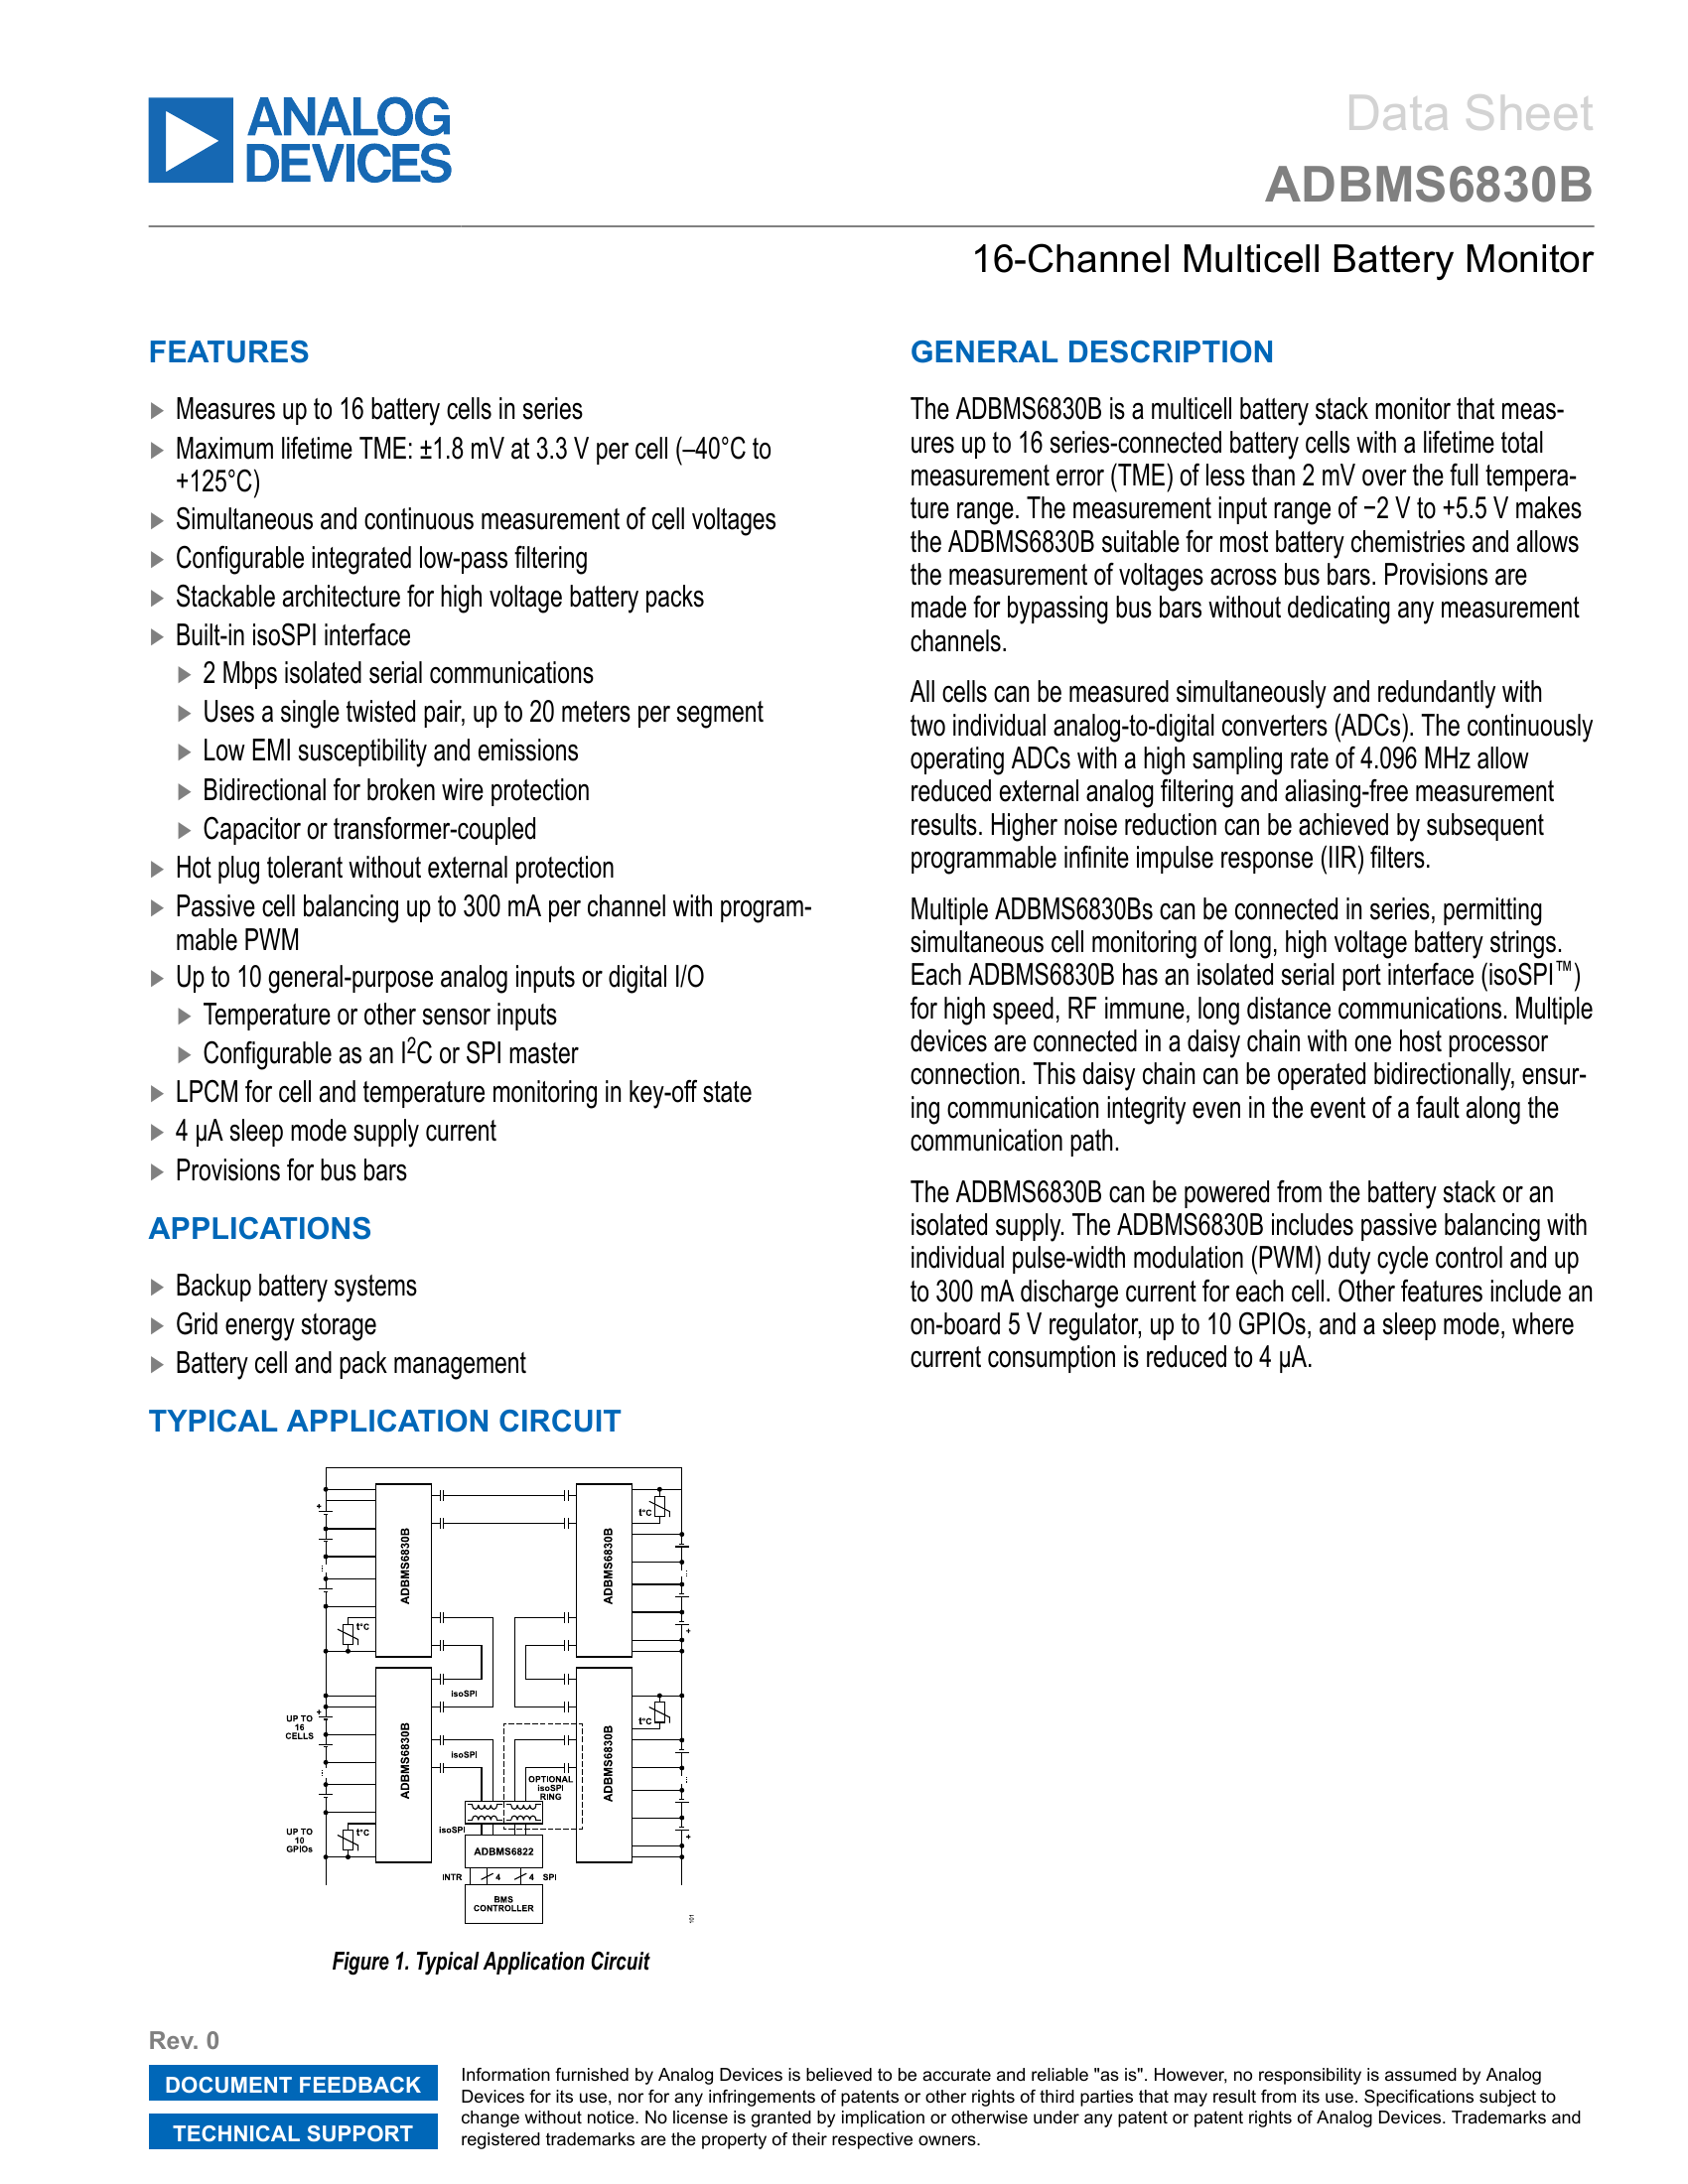 ANALOG
DEVICES
Data Sheet
ADBMS6830B
16-Channel Multicell Battery Monitor
FEATURES
Measures up to 16 battery cells in series
Maximum lifetime TME: ±1.8 mV at 3.3 V per cell (–40°C to
+125°C)
Simultaneous and continuous measurement of cell voltages
Configurable integrated low-pass filtering
Stackable architecture for high voltage battery packs
Built-in isoSPI interface
2 Mbps isolated serial communications
Uses a single twisted pair, up to 20 meters per segment
Low EMI susceptibility and emissions
Bidirectional for broken wire protection
Capacitor or transformer-coupled
Hot plug tolerant without external protection
Passive cell balancing up to 300 mA per channel with program-
mable PWM
Up to 10 general-purpose analog inputs or digital I/O
Temperature or other sensor inputs
Configurable as an I²C or SPI master
LPCM for cell and temperature monitoring in key-off state
4 µA sleep mode supply current
Provisions for bus bars
APPLICATIONS
Backup battery systems
Grid energy storage
Battery cell and pack management
TYPICAL APPLICATION CIRCUIT
ADBMS6830B
ADBMS6830B
t°C
t°C
isoSPI
UP TO
16
CELLS
ADBMS6830B
ADBMS6830B
t°C
isoSPI
OPTIONAL
isoSPI
RING
UP TO
10
GPIOs
t°C
isoSPI
ADBMS6822
INTR 4 4 SPI
BMS
CONTROLLER
101
Figure 1. Typical Application Circuit
GENERAL DESCRIPTION
The ADBMS6830B is a multicell battery stack monitor that meas-
ures up to 16 series-connected battery cells with a lifetime total
measurement error (TME) of less than 2 mV over the full tempera-
ture range. The measurement input range of −2 V to +5.5 V makes
the ADBMS6830B suitable for most battery chemistries and allows
the measurement of voltages across bus bars. Provisions are
made for bypassing bus bars without dedicating any measurement
channels.
All cells can be measured simultaneously and redundantly with
two individual analog-to-digital converters (ADCs). The continuously
operating ADCs with a high sampling rate of 4.096 MHz allow
reduced external analog filtering and aliasing-free measurement
results. Higher noise reduction can be achieved by subsequent
programmable infinite impulse response (IIR) filters.
Multiple ADBMS6830Bs can be connected in series, permitting
simultaneous cell monitoring of long, high voltage battery strings.
Each ADBMS6830B has an isolated serial port interface (isoSPI™)
for high speed, RF immune, long distance communications. Multiple
devices are connected in a daisy chain with one host processor
connection. This daisy chain can be operated bidirectionally, ensur-
ing communication integrity even in the event of a fault along the
communication path.
The ADBMS6830B can be powered from the battery stack or an
isolated supply. The ADBMS6830B includes passive balancing with
individual pulse-width modulation (PWM) duty cycle control and up
to 300 mA discharge current for each cell. Other features include an
on-board 5 V regulator, up to 10 GPIOs, and a sleep mode, where
current consumption is reduced to 4 µA.
Rev. 0
DOCUMENT FEEDBACK
TECHNICAL SUPPORT
Information furnished by Analog Devices is believed to be accurate and reliable "as is". However, no responsibility is assumed by Analog
Devices for its use, nor for any infringements of patents or other rights of third parties that may result from its use. Specifications subject to
change without notice. No license is granted by implication or otherwise under any patent or patent rights of Analog Devices. Trademarks and
registered trademarks are the property of their respective owners.